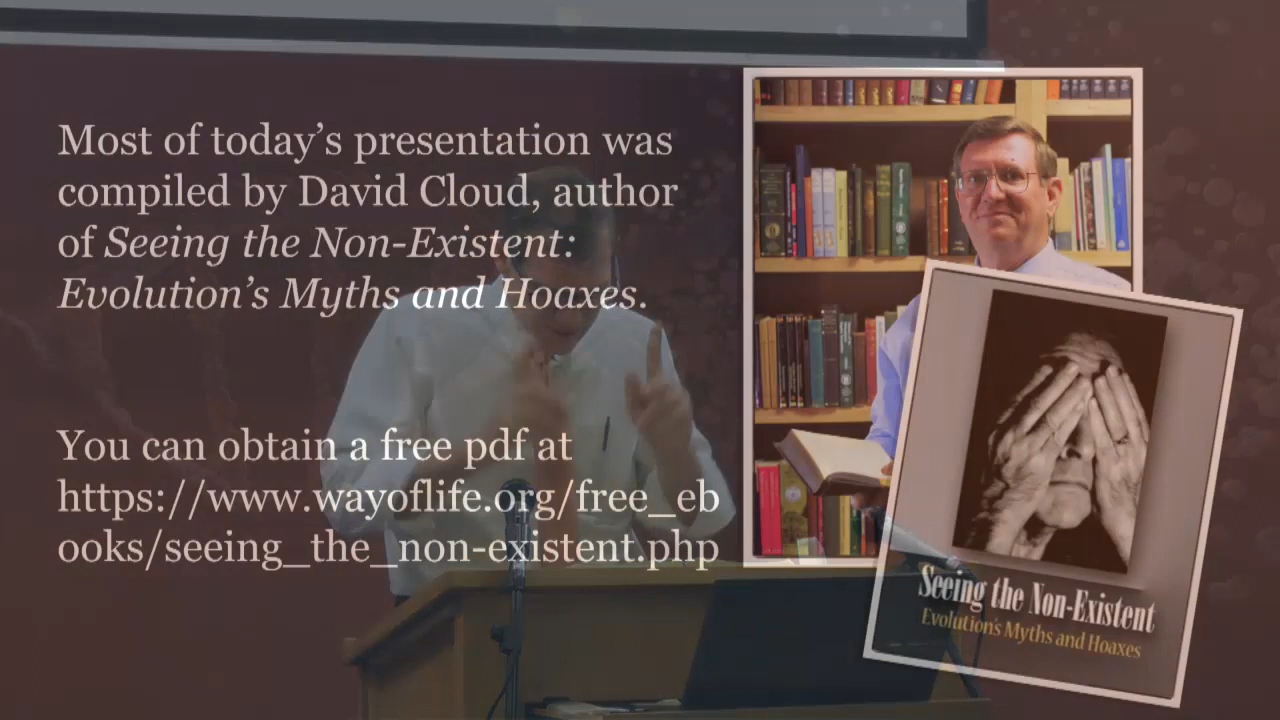 Most of today’s presentation was
compiled by David Cloud, author
of Seeing the Non-Existent:
Evolution’s Myths and Hoaxes.
You can obtain a free pdf at
https://www.wayoflife.org/free_eb
ooks/seeing_the_non-existent.php
Seeing the Non-Existent
Evolution's Myths and Hoaxes